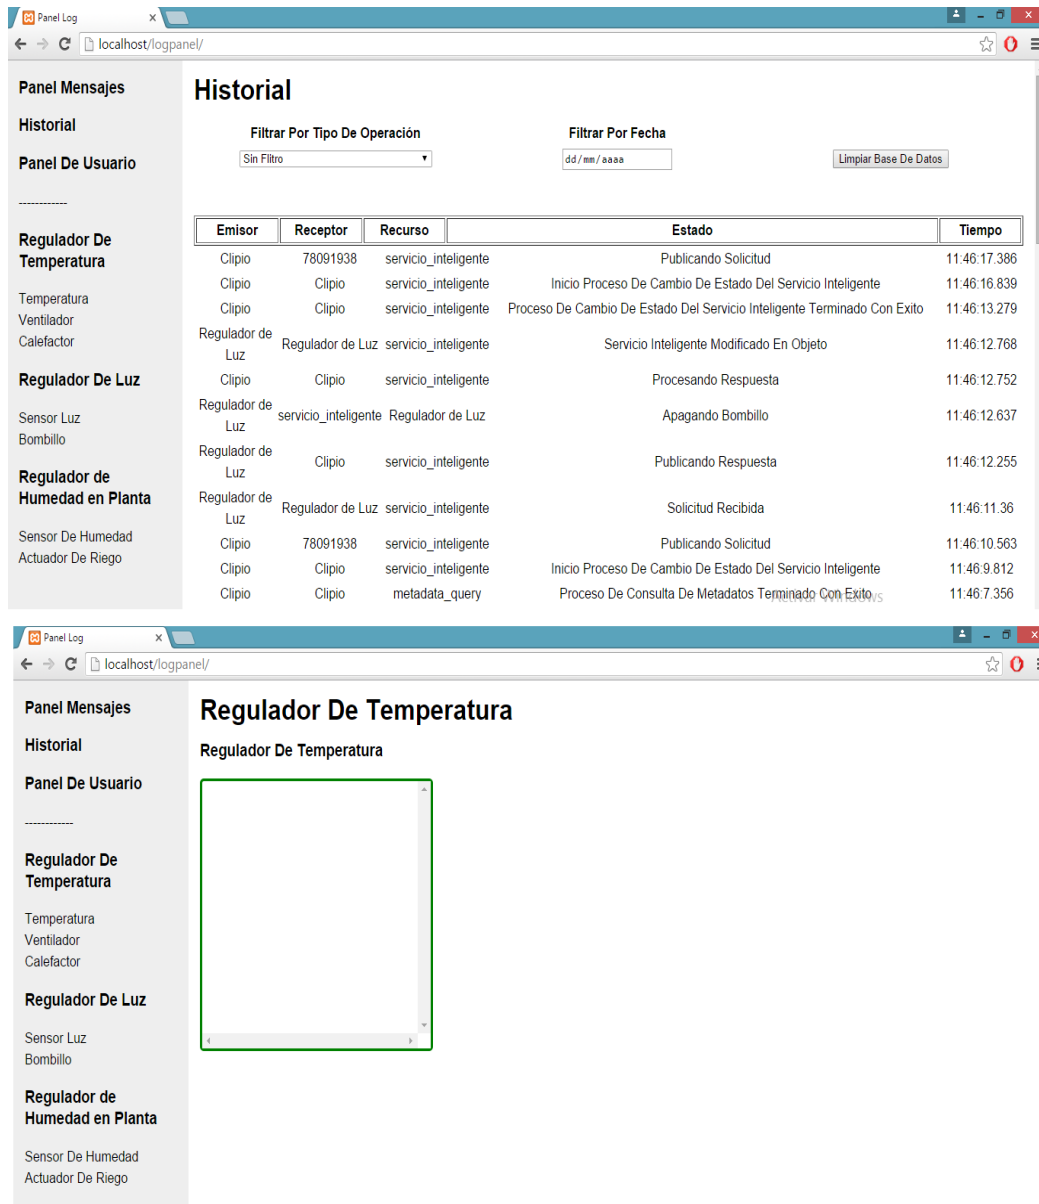 Panel Log
localhost/logpanel/
Panel Mensajes
Historial
Panel De Usuario
------------
Regulador De
Temperatura
Temperatura
Ventilador
Calefactor
Regulador De Luz
Sensor Luz
Bombillo
Regulador de
Humedad en Planta
Sensor De Humedad
Actuador De Riego
Historial
Filtrar Por Tipo De Operación Filtrar Por Fecha
Sin Flitro dd/mm/aaaa Limpiar Base De Datos
Emisor Receptor Recurso Estado Tiempo
Clipio 78091938 servicio_inteligente Publicando Solicitud 11:46:17.386
Clipio Clipio servicio_inteligente Inicio Proceso De Cambio De Estado Del Servicio Inteligente 11:46:16.839
Clipio Clipio servicio_inteligente Proceso De Cambio De Estado Del Servicio Inteligente Terminado Con Exito 11:46:13.279
Regulador de
Luz Regulador de Luz servicio_inteligente Servicio Inteligente Modificado En Objeto 11:46:12.768
Clipio Clipio servicio_inteligente Procesando Respuesta 11:46:12.752
Regulador de
Luz servicio_inteligente Regulador de Luz Apagando Bombillo 11:46:12.637
Regulador de
Luz Clipio servicio_inteligente Publicando Respuesta 11:46:12.255
Regulador de
Luz Regulador de Luz servicio_inteligente Solicitud Recibida 11:46:11.36
Clipio 78091938 servicio_inteligente Publicando Solicitud 11:46:10.563
Clipio Clipio servicio_inteligente Inicio Proceso De Cambio De Estado Del Servicio Inteligente 11:46:9.812
Clipio Clipio metadata_query Proceso De Consulta De Metadatos Terminado Con Exito 11:46:7.356
Panel Log
localhost/logpanel/
Panel Mensajes
Historial
Panel De Usuario
------------
Regulador De
Temperatura
Temperatura
Ventilador
Calefactor
Regulador De Luz
Sensor Luz
Bombillo
Regulador de
Humedad en Planta
Sensor De Humedad
Actuador De Riego
Regulador De Temperatura
Regulador De Temperatura